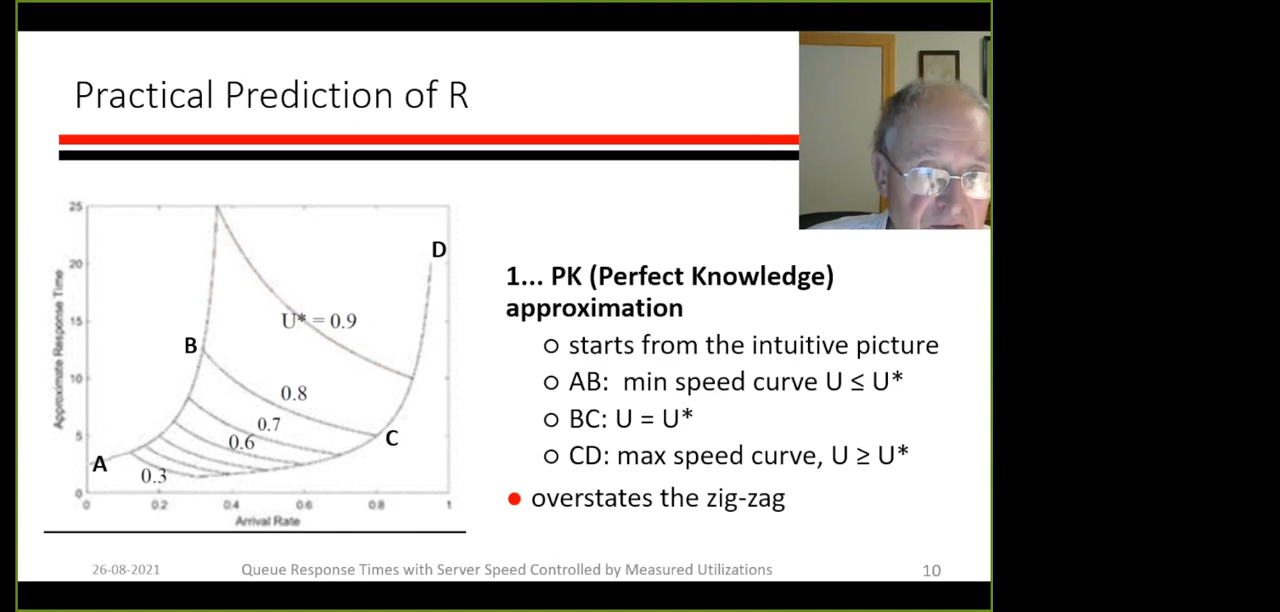 Practical Prediction of R
25
20
15
10
5
0
Approximate Response Time
0
0.2
0.4
0.6
0.8
1
Arrival Rate
A
B
C
D
U* = 0.9
0.8
0.7
0.6
0.3
1... PK (Perfect Knowledge)
approximation
starts from the intuitive picture
AB: min speed curve U ≤ U*
BC: U = U*
CD: max speed curve, U ≥ U*
overstates the zig-zag
26-08-2021
Queue Response Times with Server Speed Controlled by Measured Utilizations
10